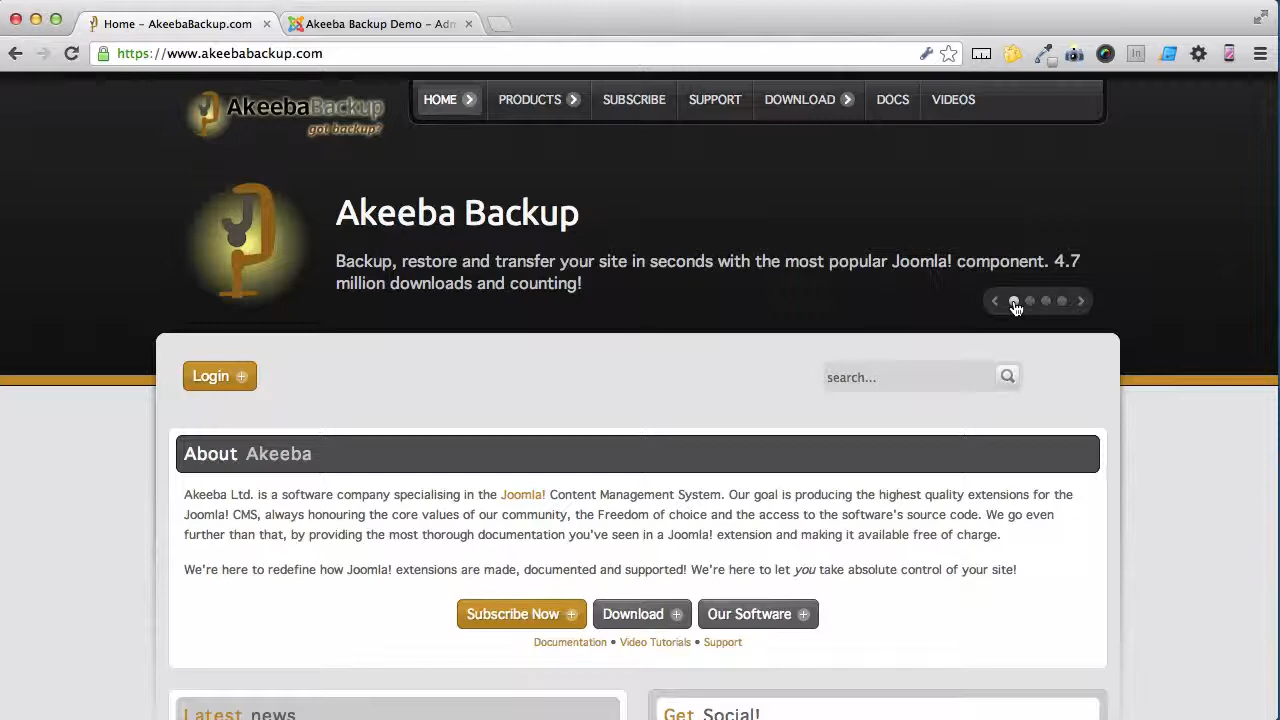 Home – AkeebaBackup.com
Akeeba Backup Demo – Adm
https://www.akeebabackup.com
AkeebaBackup
got backup?
HOME
PRODUCTS
SUBSCRIBE
SUPPORT
DOWNLOAD
DOCS
VIDEOS
Akeeba Backup
Backup, restore and transfer your site in seconds with the most popular Joomla! component. 4.7
million downloads and counting!
Login
search...
About Akeeba
Akeeba Ltd. is a software company specialising in the Joomla! Content Management System. Our goal is producing the highest quality extensions for the
Joomla! CMS, always honouring the core values of our community, the Freedom of choice and the access to the software's source code. We go even
further than that, by providing the most thorough documentation you've seen in a Joomla! extension and making it available free of charge.
We're here to redefine how Joomla! extensions are made, documented and supported! We're here to let you take absolute control of your site!
Subscribe Now
Download
Our Software
Documentation • Video Tutorials • Support
Latest news
Get Social!